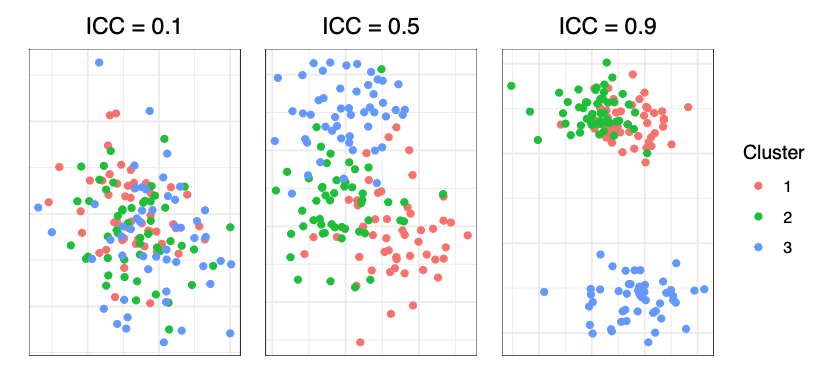 ICC = 0.1
ICC = 0.5
ICC = 0.9
Cluster
1
2
3